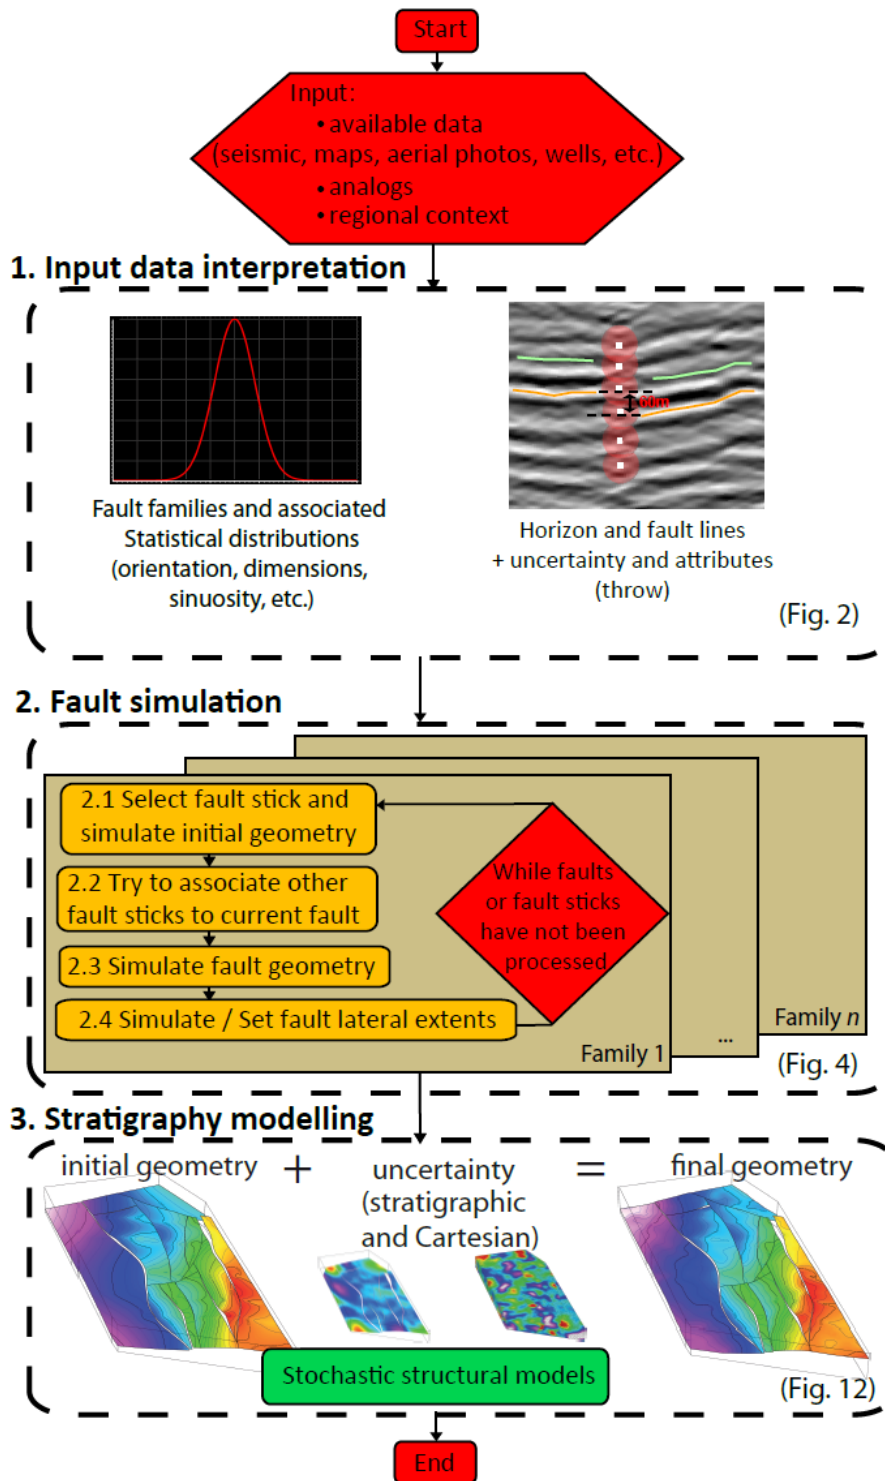 Start
Input:
• available data
(seismic, maps, aerial photos, wells, etc.)
• analogs
• regional context
1. Input data interpretation
Fault families and associated
Statistical distributions
(orientation, dimensions,
sinuosity, etc.)
60m
Horizon and fault lines
+ uncertainty and attributes
(throw)
(Fig. 2)
2. Fault simulation
2.1 Select fault stick and
simulate initial geometry
2.2 Try to associate other
fault sticks to current fault
2.3 Simulate fault geometry
2.4 Simulate / Set fault lateral extents
While faults
or fault sticks
have not been
processed
Family 1
...
Family n
(Fig. 4)
3. Stratigraphy modelling
initial geometry
+
uncertainty
(stratigraphic
and Cartesian)
=
final geometry
Stochastic structural models
(Fig. 12)
End